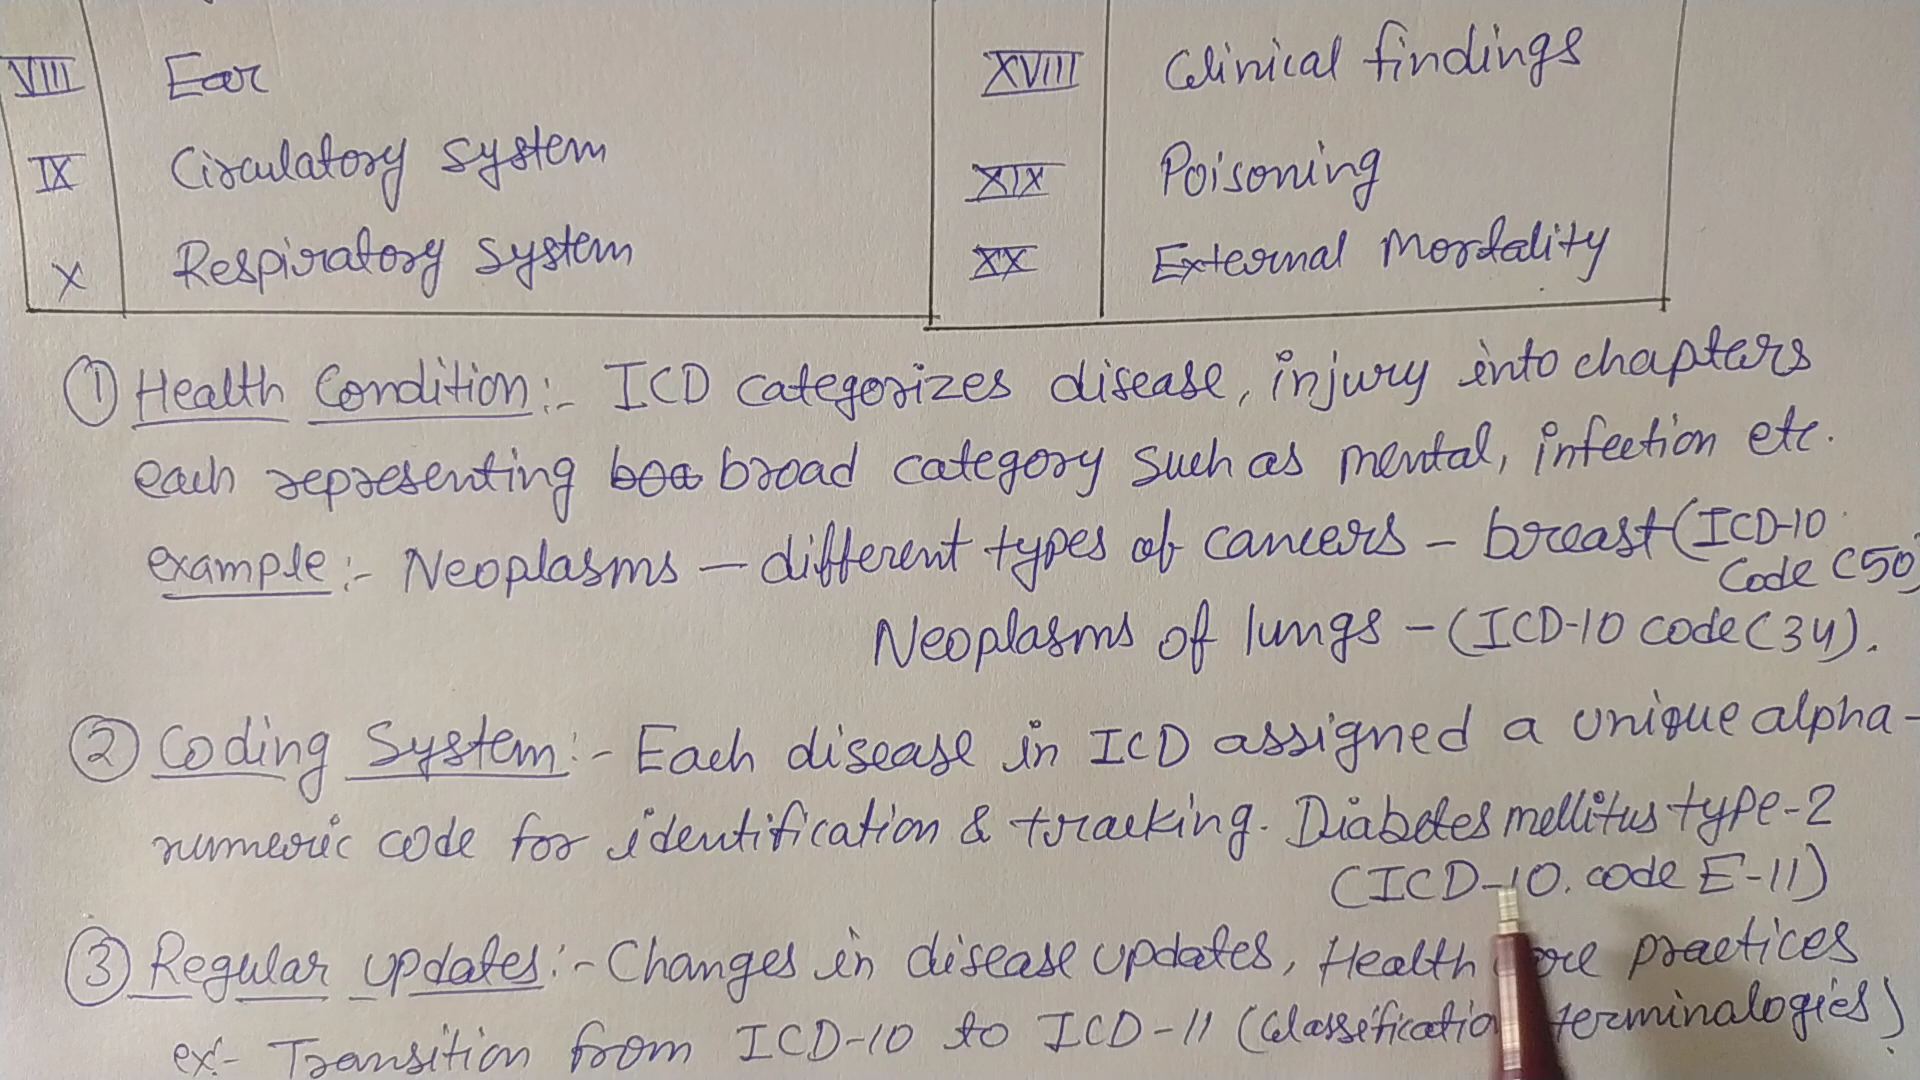 VIII Ear XVIII Clinical findings
IX Circulatory system XIX Poisoning
X Respiratory system XX External Mortality
① Health Condition:- ICD categorizes disease, injury into chapters
each representing broad category such as mental, infection etc.
example:- Neoplasms - different types of cancers - breast (ICD-10
Code C50)
Neoplasms of lungs - (ICD-10 code C34).
② Coding System:- Each disease in ICD assigned a unique alpha-
numeric code for identification & tracking. Diabetes mellitus type-2
(ICD-10. code E-11)
③ Regular updates:- Changes in disease updates, Health practices
ex:- Transition from ICD-10 to ICD-11 (Classification terminalogies)